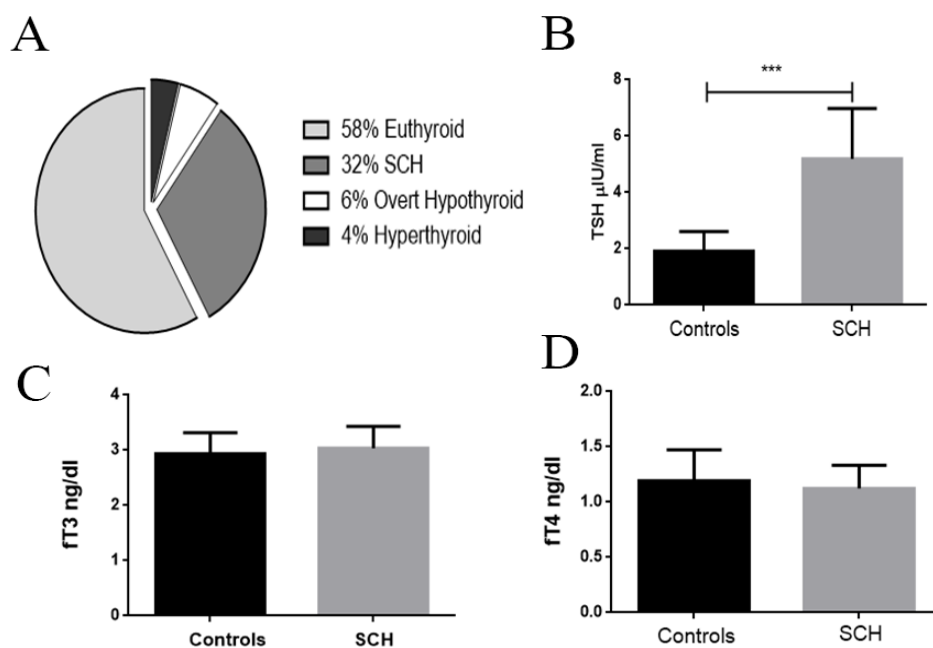 A
58% Euthyroid
32% SCH
6% Overt Hypothyroid
4% Hyperthyroid
B
***
TSH µIU/ml
8
6
4
2
0
Controls SCH
C
fT3 ng/dl
4
3
2
1
0
Controls SCH
D
fT4 ng/dl
2.0
1.5
1.0
0.5
0.0
Controls SCH